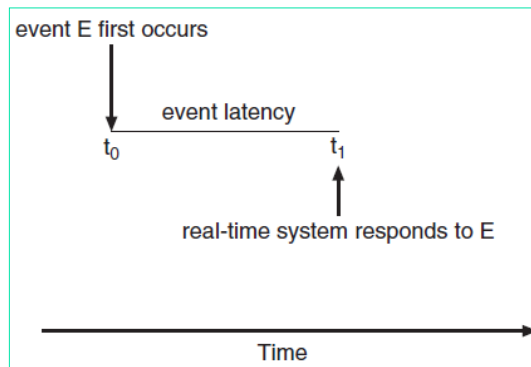 event E first occurs
event latency
t₀
t₁
real-time system responds to E
Time